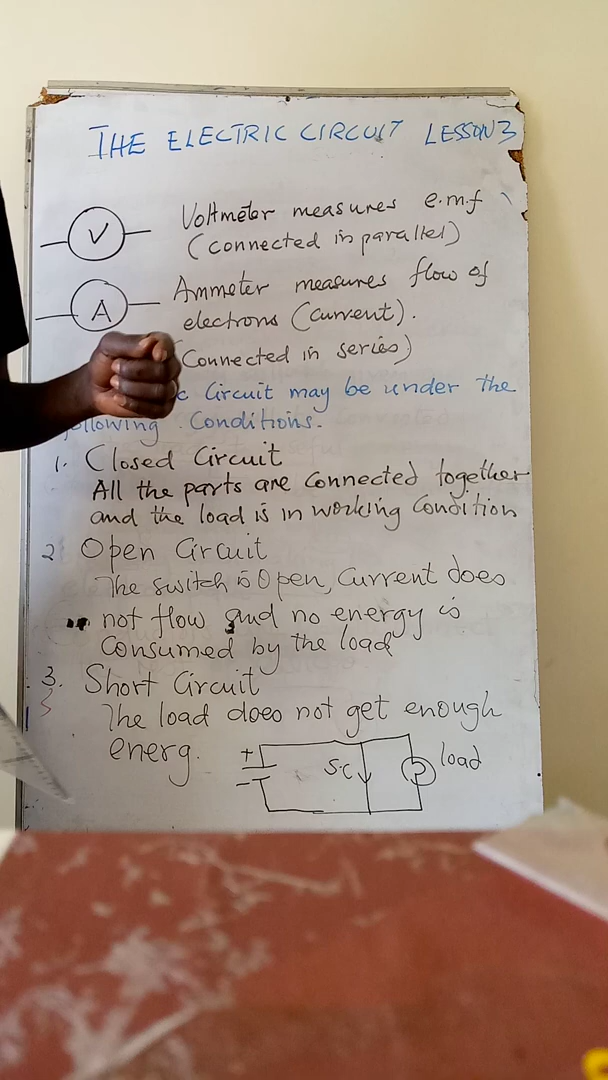 THE ELECTRIC CIRCUIT LESSON 3
V Voltmeter measures e.m.f
(connected in parallel)
A Ammeter measures flow of
electrons (current).
(Connected in series)
c Circuit may be under the
following Conditions.
1. Closed Circuit
All the parts are connected together
and the load is in working Condition
2 Open Circuit
The switch is Open, Current does
not flow and no energy is
consumed by the load
3. Short Circuit
The load does not get enough
energ.
+ S.C load
-